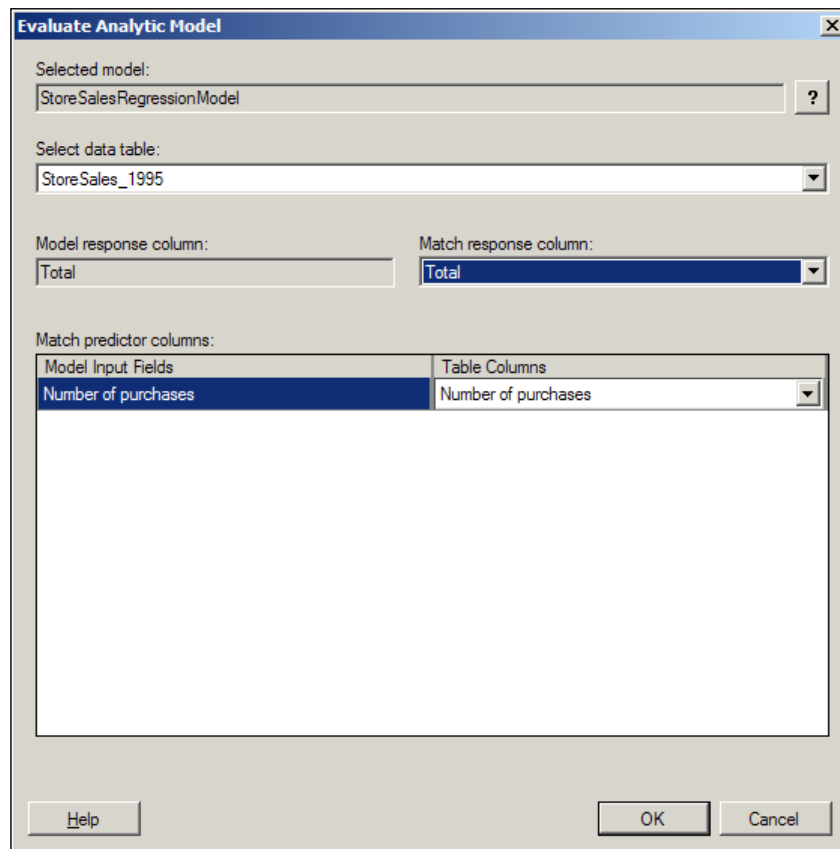 Evaluate Analytic Model
Selected model:
StoreSalesRegressionModel
?
Select data table:
StoreSales_1995
Model response column:
Match response column:
Total
Total
Match predictor columns:
Model Input Fields
Table Columns
Number of purchases
Number of purchases
Help
OK
Cancel